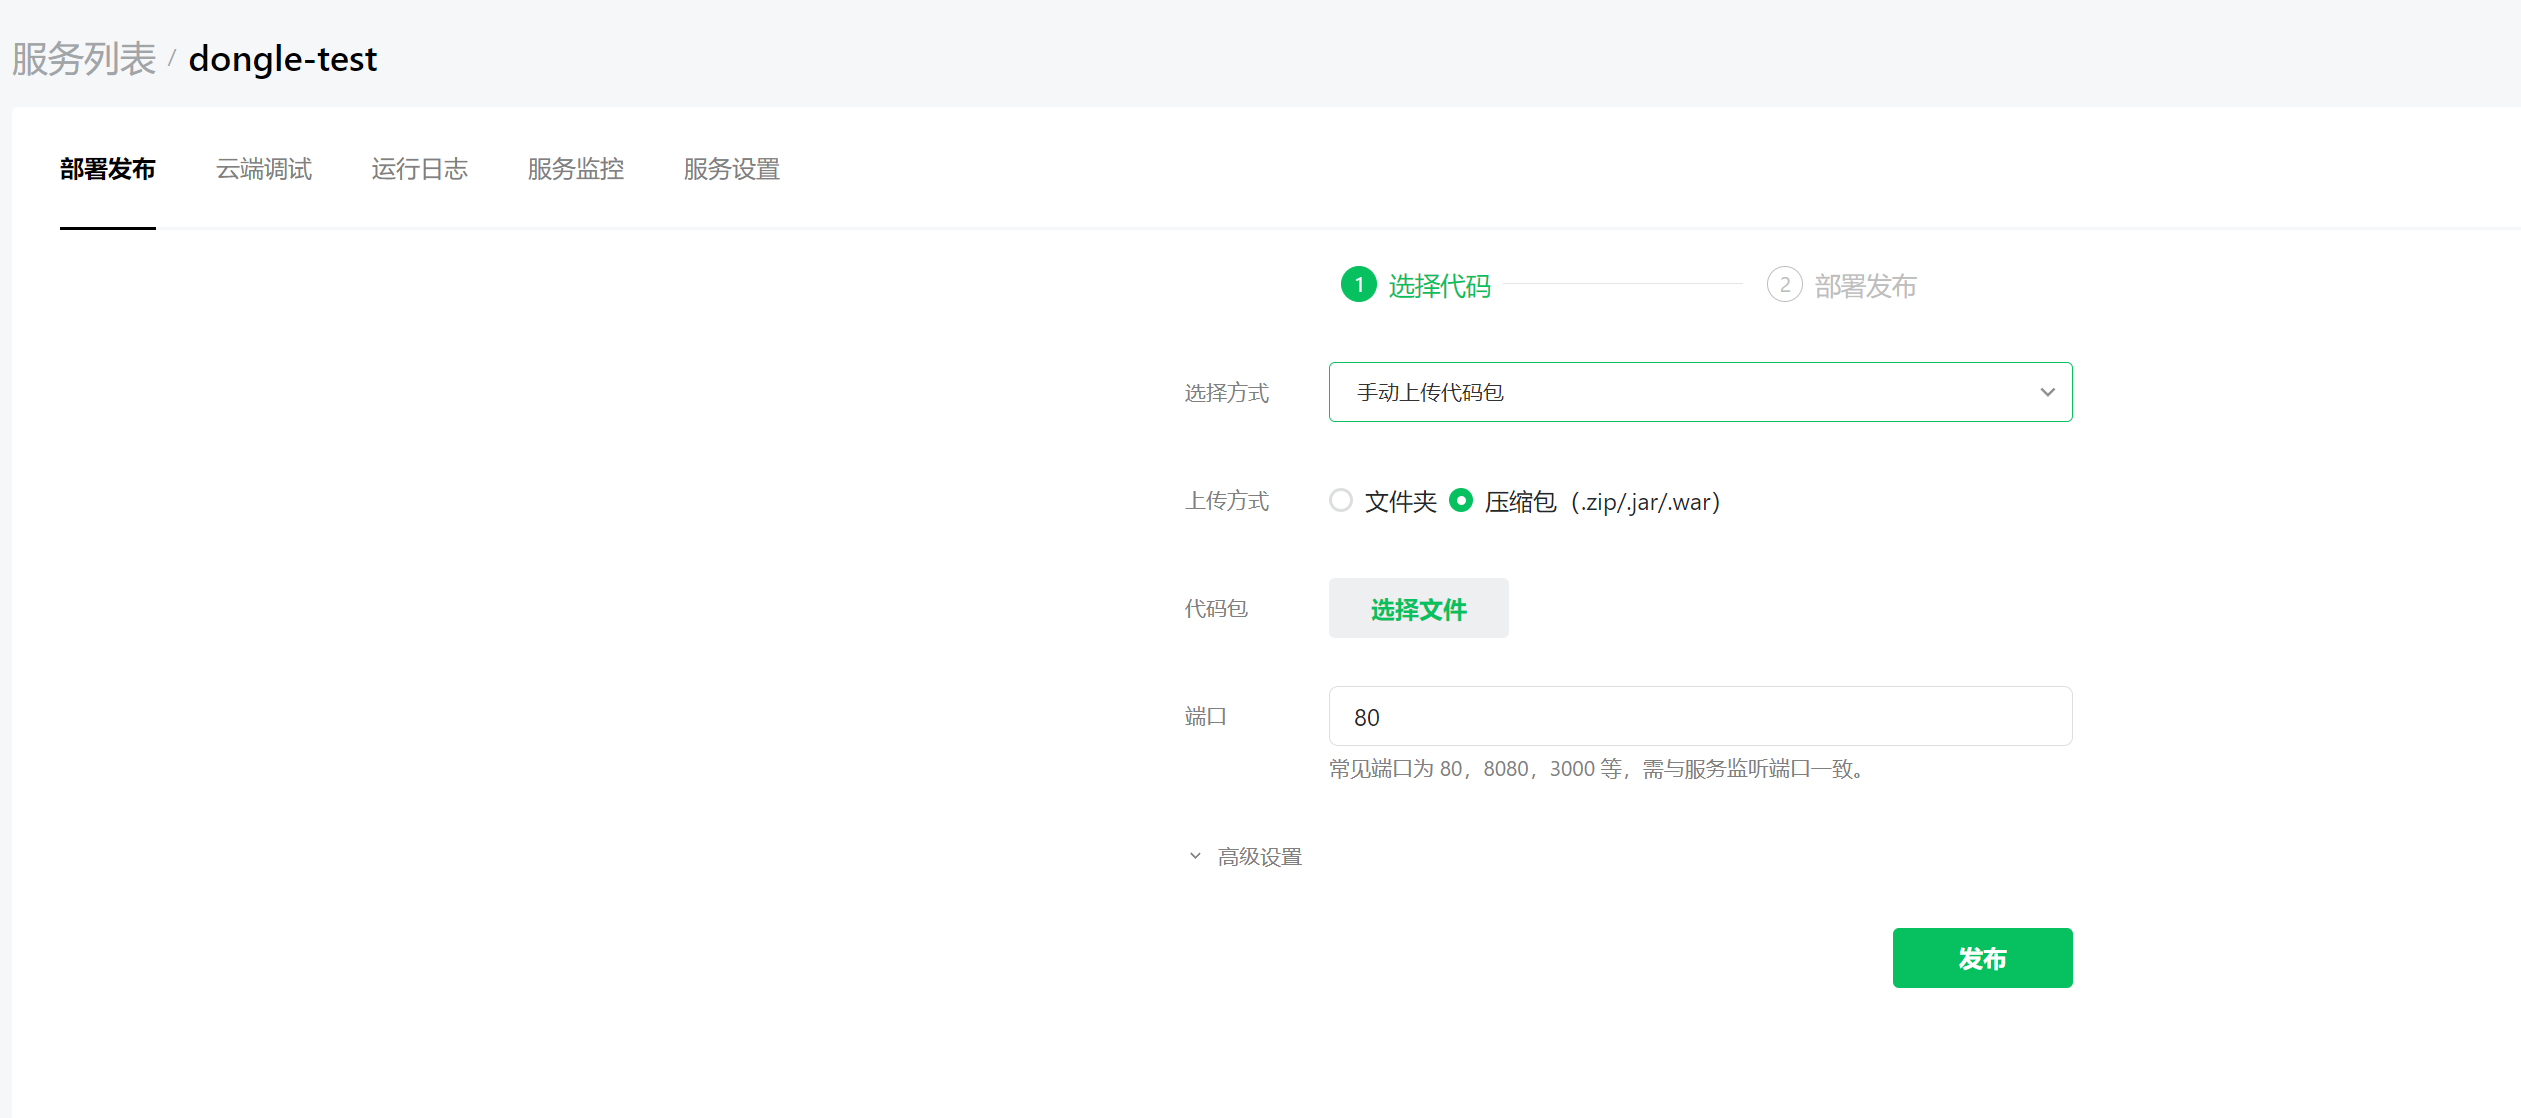 服务列表 / dongle-test
部署发布 云端调试 运行日志 服务监控 服务设置
1 选择代码 2 部署发布
选择方式 手动上传代码包
上传方式 文件夹 压缩包（.zip/.jar/.war）
代码包 选择文件
端口 80
常见端口为 80，8080，3000 等，需与服务监听端口一致。
高级设置
发布